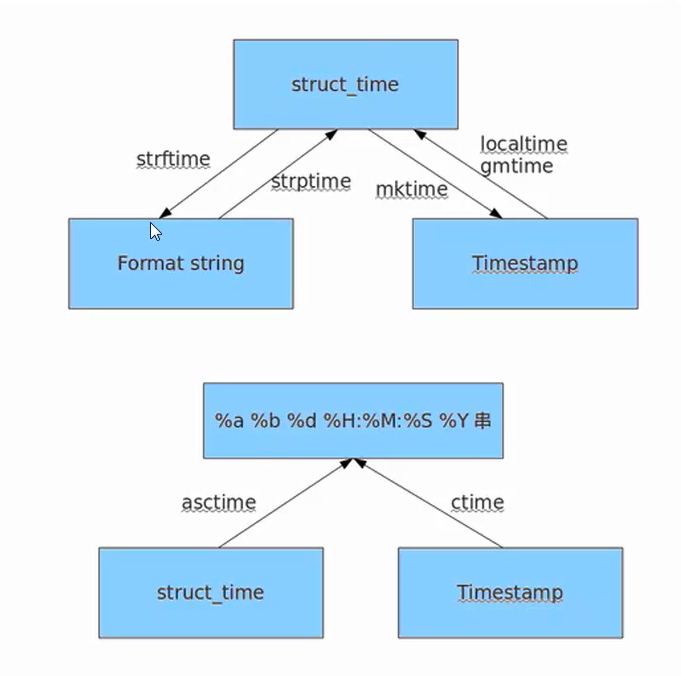 struct_time
strftime
strptime
mktime
localtime
gmtime
Format string
Timestamp
%a %b %d %H:%M:%S %Y 串
asctime
ctime
struct_time
Timestamp